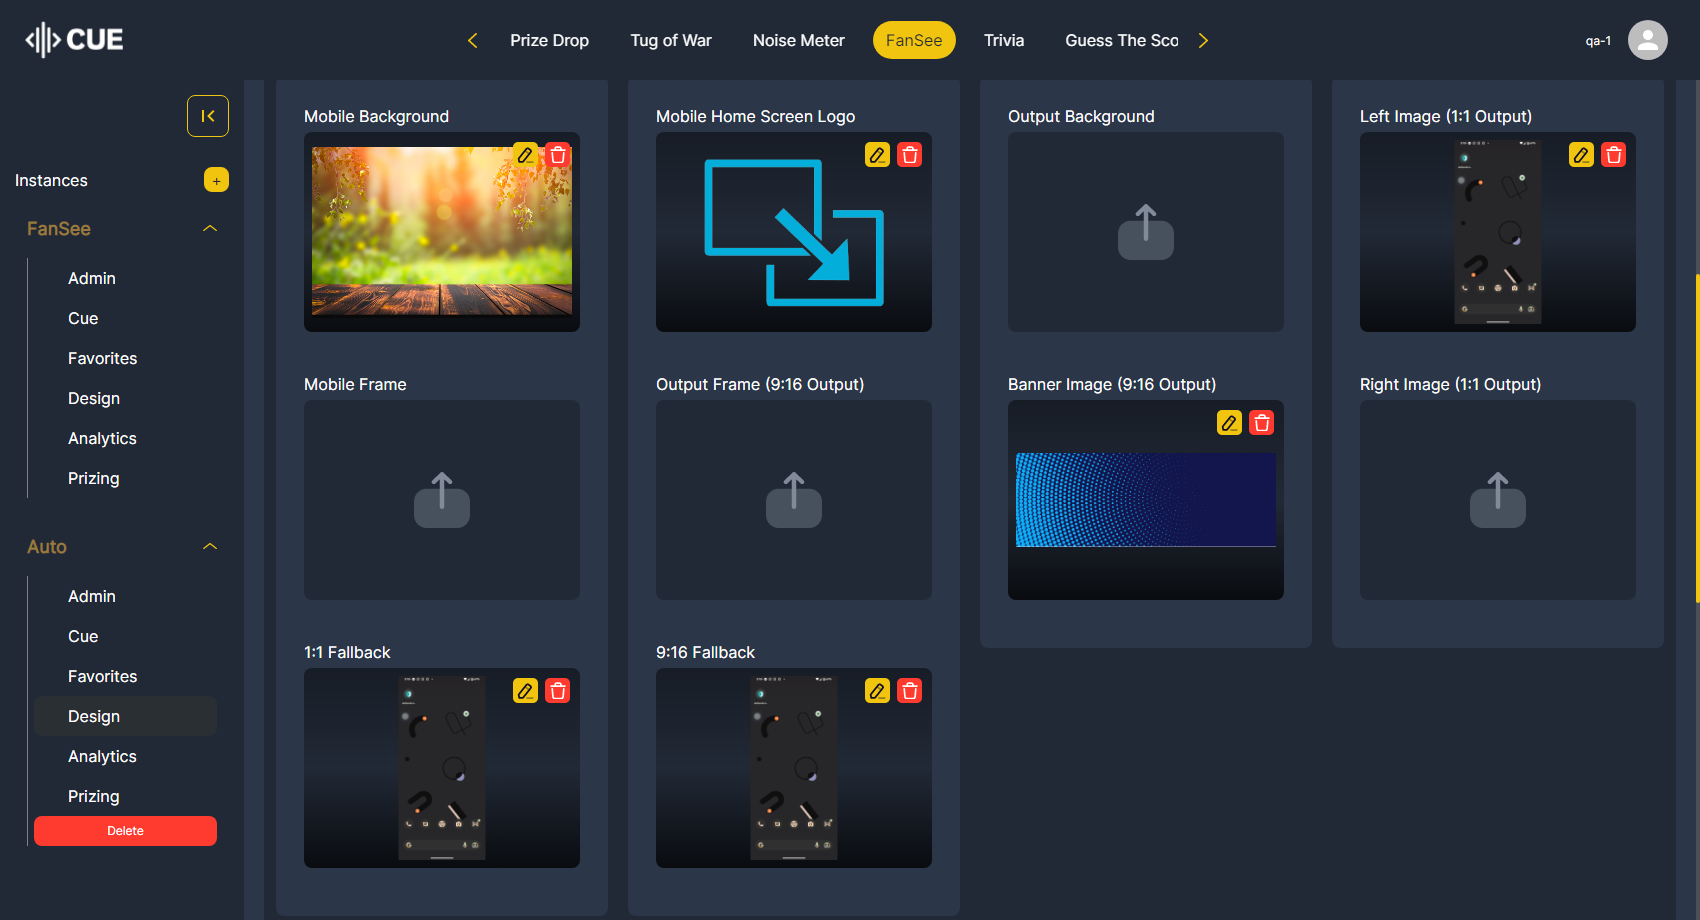 CUE
Prize Drop
Tug of War
Noise Meter
FanSee
Trivia
Guess The Sco
qa-1
Instances
+
FanSee
Admin
Cue
Favorites
Design
Analytics
Prizing
Auto
Admin
Cue
Favorites
Design
Analytics
Prizing
Delete
Mobile Background
Mobile Home Screen Logo
Output Background
Left Image (1:1 Output)
Mobile Frame
Output Frame (9:16 Output)
Banner Image (9:16 Output)
Right Image (1:1 Output)
1:1 Fallback
9:16 Fallback